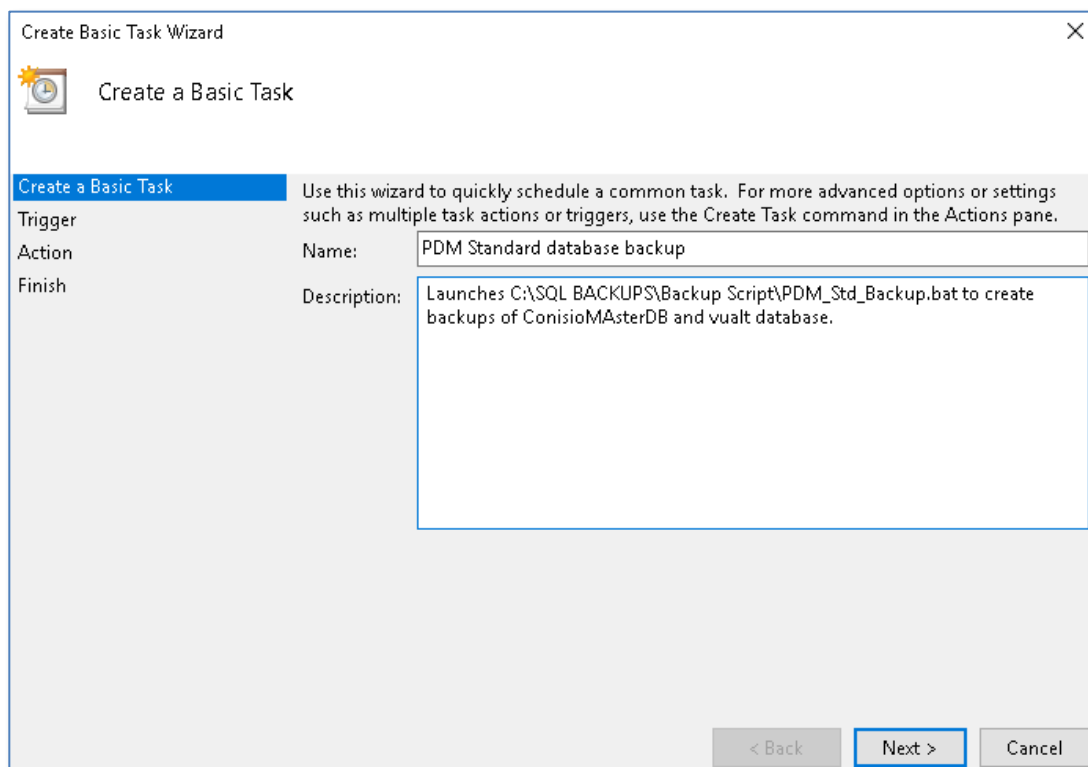 Create Basic Task Wizard
Create a Basic Task
Create a Basic Task
Trigger
Action
Finish
Use this wizard to quickly schedule a common task.  For more advanced options or settings
such as multiple task actions or triggers, use the Create Task command in the Actions pane.
Name:
PDM Standard database backup
Description:
Launches C:\SQL BACKUPS\Backup Script\PDM_Std_Backup.bat to create
backups of ConisioMAsterDB and vualt database.
< Back
Next >
Cancel